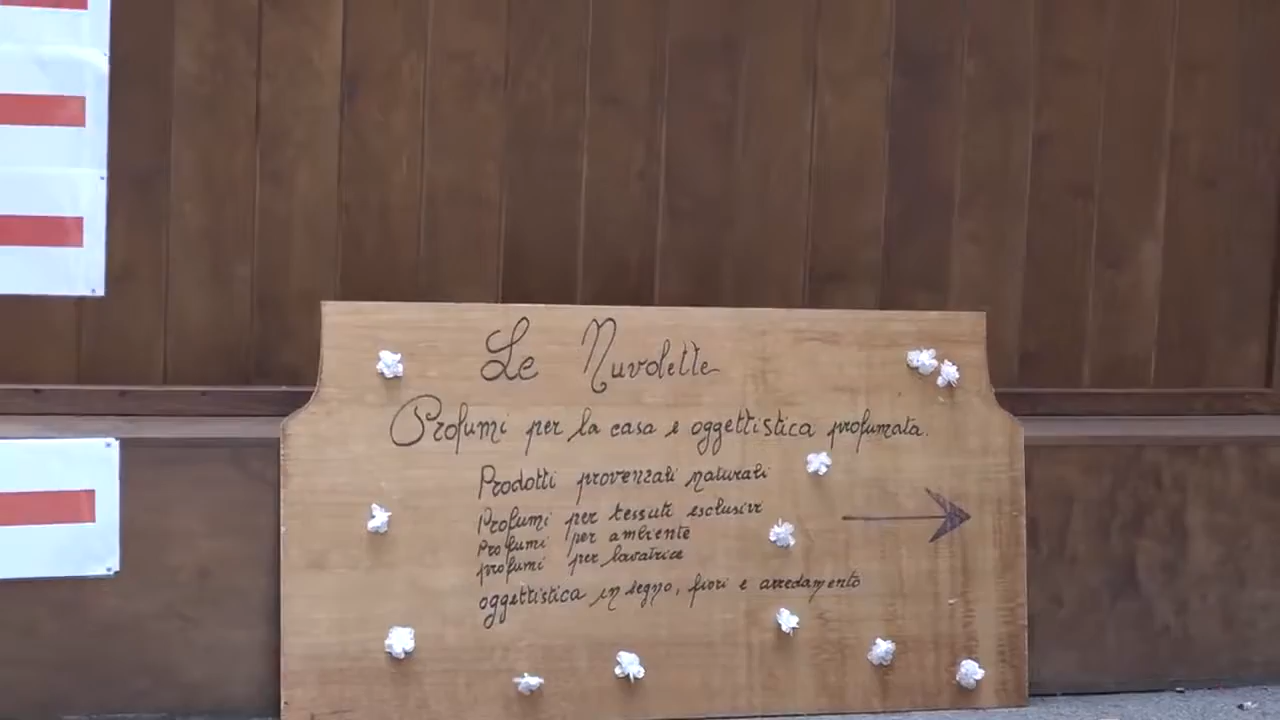 Le Nuvolette
Profumi per la casa e oggettistica profumata.
Prodotti provenzali naturali
Profumi per tessuti esclusivi
Profumi per ambiente
profumi per lavatrice
oggettistica in legno, fiori e arredamento